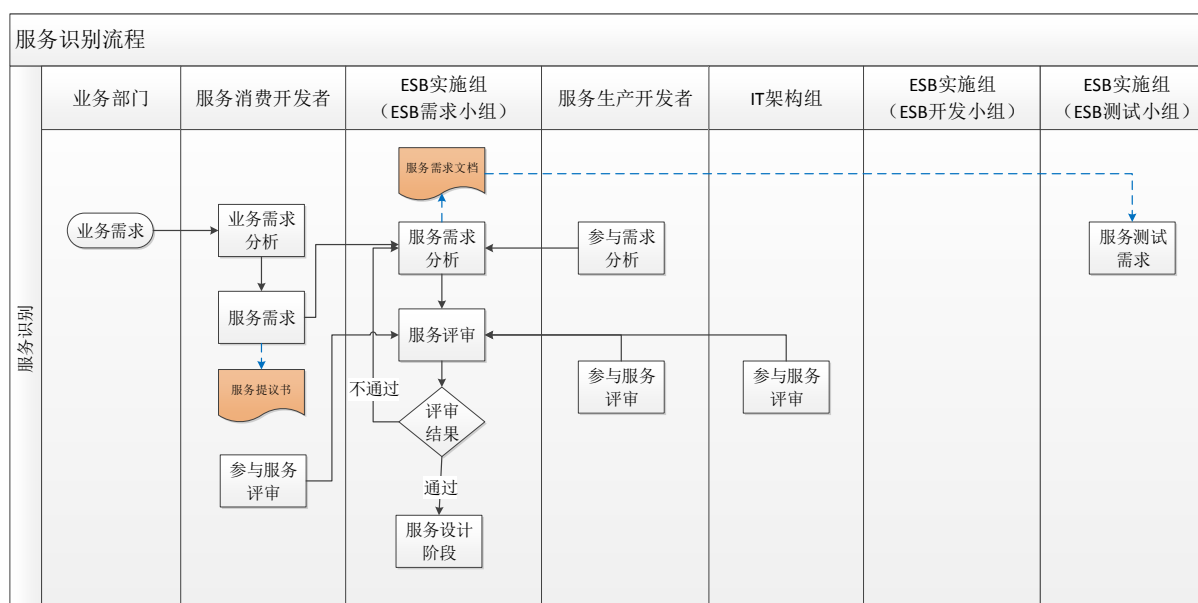 服务识别流程
业务部门
服务消费开发者
ESB实施组
（ESB需求小组）
服务生产开发者
IT架构组
ESB实施组
（ESB开发小组）
ESB实施组
（ESB测试小组）
服务识别
服务需求文档
业务需求
业务需求
分析
服务需求
分析
参与需求
分析
服务测试
需求
服务需求
服务评审
服务提议书
不通过
评审
结果
参与服务
评审
参与服务
评审
参与服务
评审
通过
服务设计
阶段